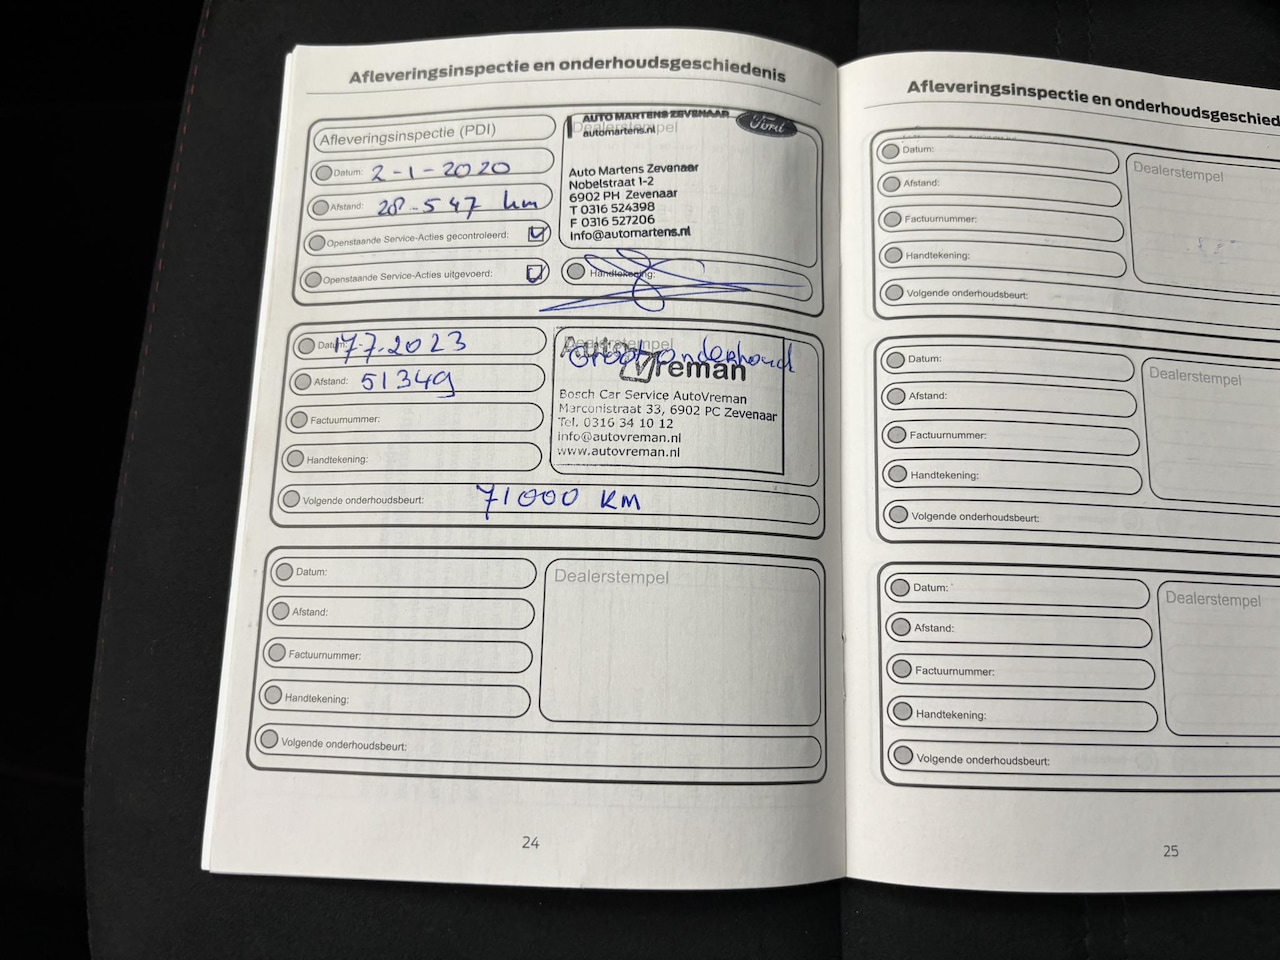 Afleveringsinspectie en onderhoudsgeschiedenis
Afleveringsinspectie (PDI)
Datum: 2-1-2020
Afstand: 28.547 km
Openstaande Service-Acties gecontroleerd:
Openstaande Service-Acties uitgevoerd:
Dealerstempel
AUTO MARTENS ZEVENAAR
automartens.nl
Ford
Auto Martens Zevenaar
Nobelstraat 1-2
6902 PH Zevenaar
T 0316 524398
F 0316 527206
Info@automartens.nl
Handtekening:
Datum: 17-7-2023
Afstand: 51349
Factuurnummer:
Handtekening:
Volgende onderhoudsbeurt: 71000 KM
Dealerstempel
Groot onderhoud
Auto Vreman
Bosch Car Service AutoVreman
Marconistraat 33, 6902 PC Zevenaar
Tel. 0316 34 10 12
info@autovreman.nl
www.autovreman.nl
Datum:
Afstand:
Factuurnummer:
Handtekening:
Volgende onderhoudsbeurt:
Dealerstempel
24
Afleveringsinspectie en onderhoudsgeschied
Datum:
Afstand:
Factuurnummer:
Handtekening:
Volgende onderhoudsbeurt:
Dealerstempel
Datum:
Afstand:
Factuurnummer:
Handtekening:
Volgende onderhoudsbeurt:
Dealerstempel
Datum:
Afstand:
Factuurnummer:
Handtekening:
Volgende onderhoudsbeurt:
Dealerstempel
25